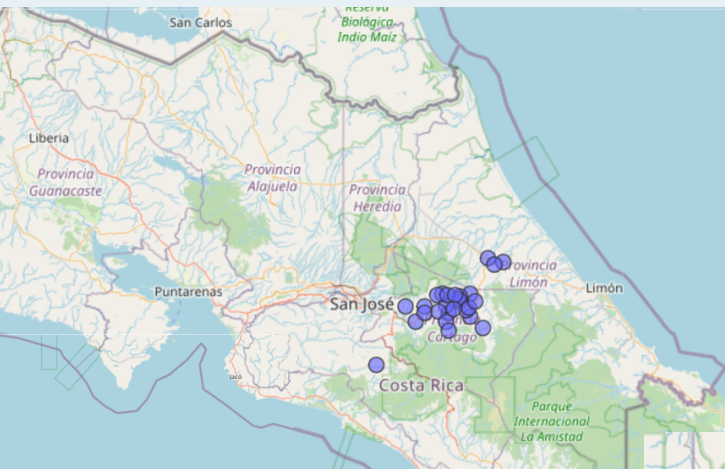 San Carlos
Reserva
Biológica
Indio Maíz
Liberia
Provincia
Guanacaste
Provincia
Alajuela
Provincia
Heredia
Provincia
Limón
Limón
Puntarenas
San José
Cartago
Jacó
Costa Rica
Parque
Internacional
La Amistad